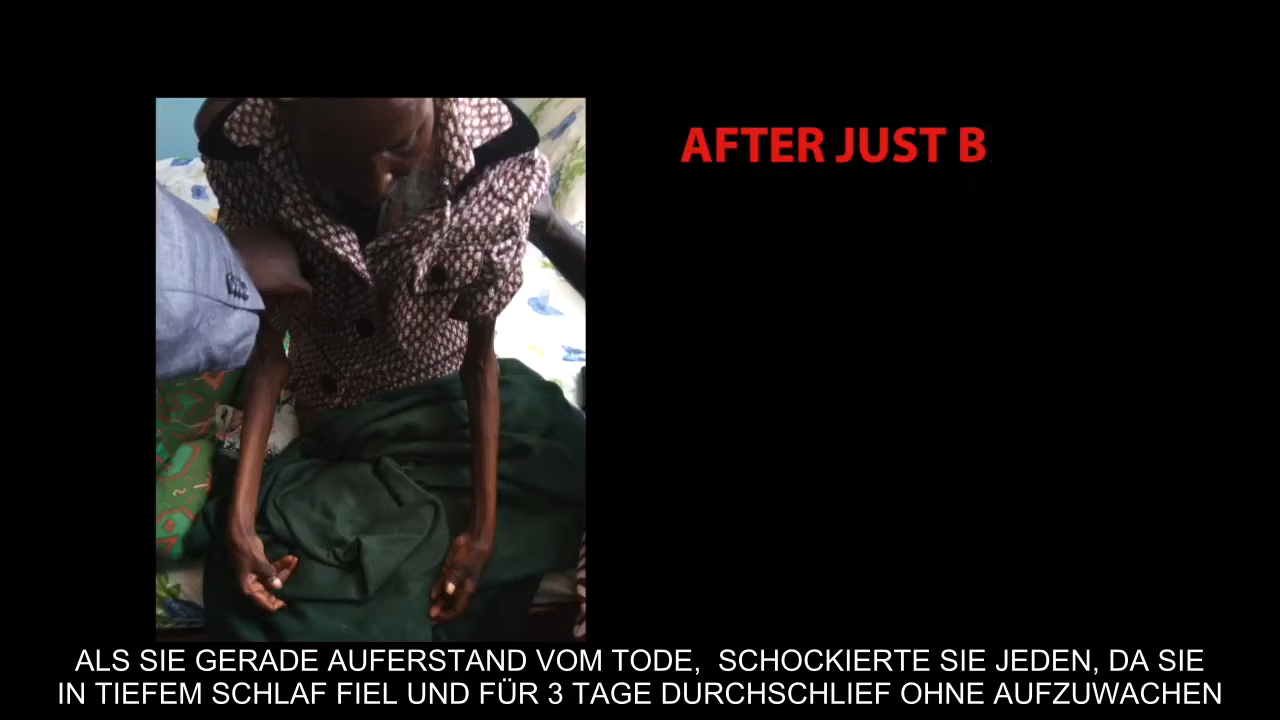 AFTER JUST B
ALS SIE GERADE AUFERSTAND VOM TODE, SCHOCKIERTE SIE JEDEN, DA SIE
IN TIEFEM SCHLAF FIEL UND FÜR 3 TAGE DURCHSCHLIEF OHNE AUFZUWACHEN